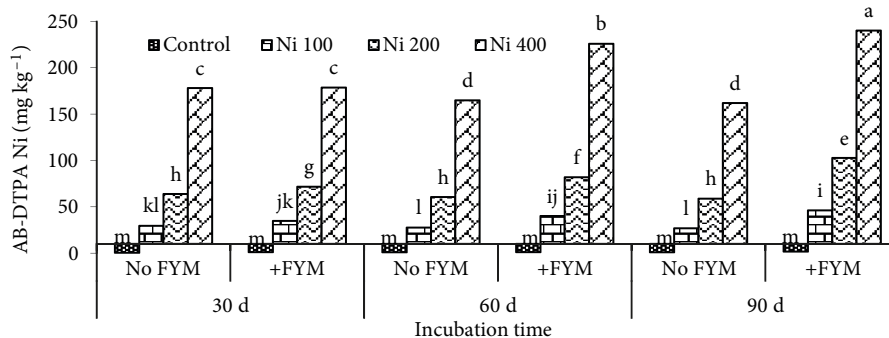 AB-DTPA Ni (mg kg⁻¹)
250
200
150
100
50
0
Control Ni 100 Ni 200 Ni 400
m kl h c m jk g c m l h d m ij f b m l h d m i e a
No FYM +FYM No FYM +FYM No FYM +FYM
30 d 60 d 90 d
Incubation time